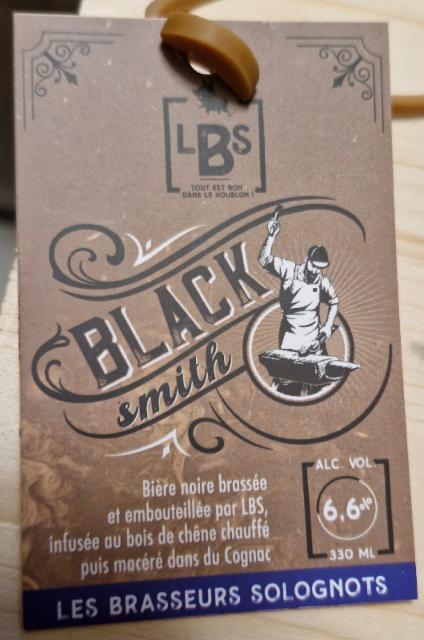 LBS
TOUT EST BON
DANS LE HOUBLON !
BLACK
smith
Bière noire brassée
et embouteillée par LBS,
infusée au bois de chêne chauffé
puis macéré dans du Cognac
ALC. VOL.
6,6%
330 ML
LES BRASSEURS SOLOGNOTS